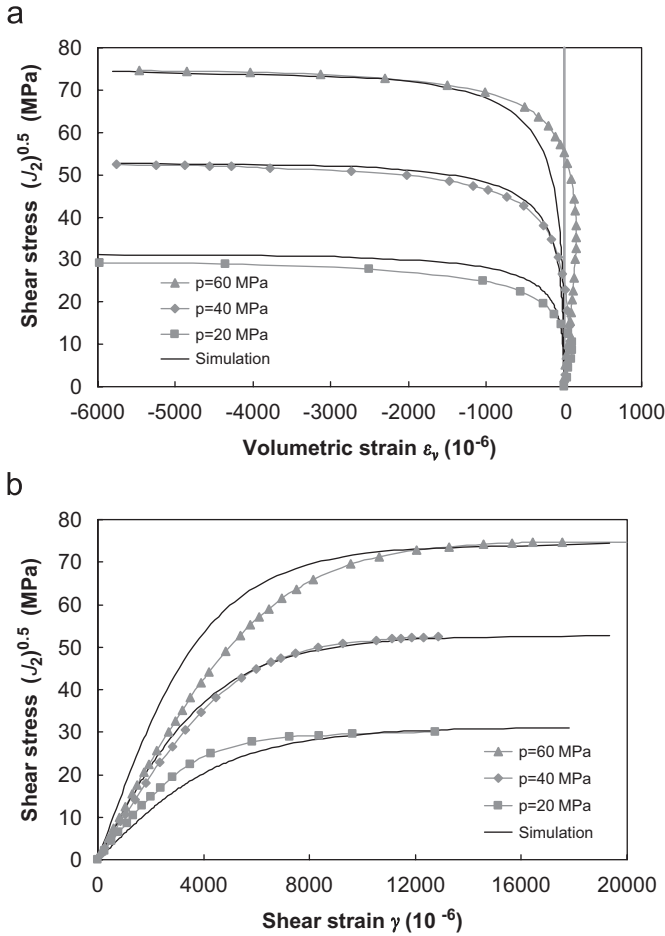 a
80
70
60
50
40
30
20
10
0
Shear stress (J2)^0.5 (MPa)
p=60 MPa
p=40 MPa
p=20 MPa
Simulation
-6000 -5000 -4000 -3000 -2000 -1000 0 1000
Volumetric strain εν (10-6)
b
80
70
60
50
40
30
20
10
0
Shear stress (J2)^0.5 (MPa)
p=60 MPa
p=40 MPa
p=20 MPa
Simulation
0 4000 8000 12000 16000 20000
Shear strain γ (10 -6)